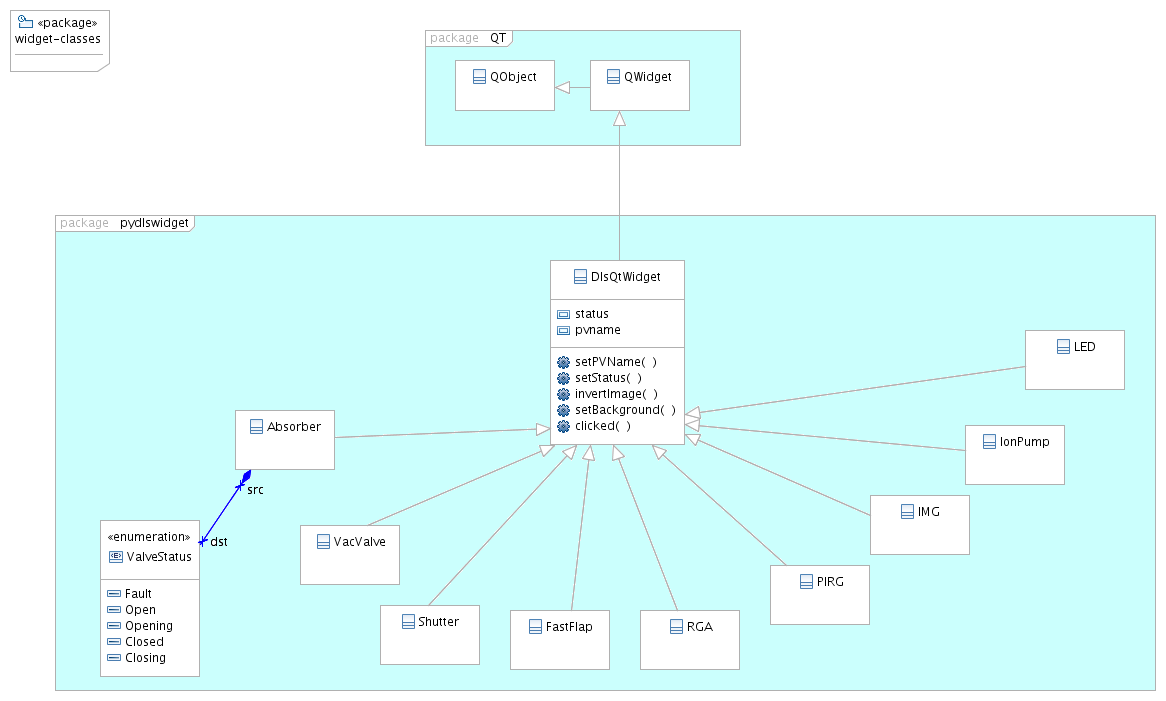 «package»
widget-classes
package QT
QObject
QWidget
package pydlswidget
DlsQtWidget
status
pvname
setPVName( )
setStatus( )
invertImage( )
setBackground( )
clicked( )
LED
Absorber
IonPump
src
IMG
«enumeration»
ValveStatus
dst
VacValve
PIRG
Fault
Open
Opening
Closed
Closing
Shutter
FastFlap
RGA